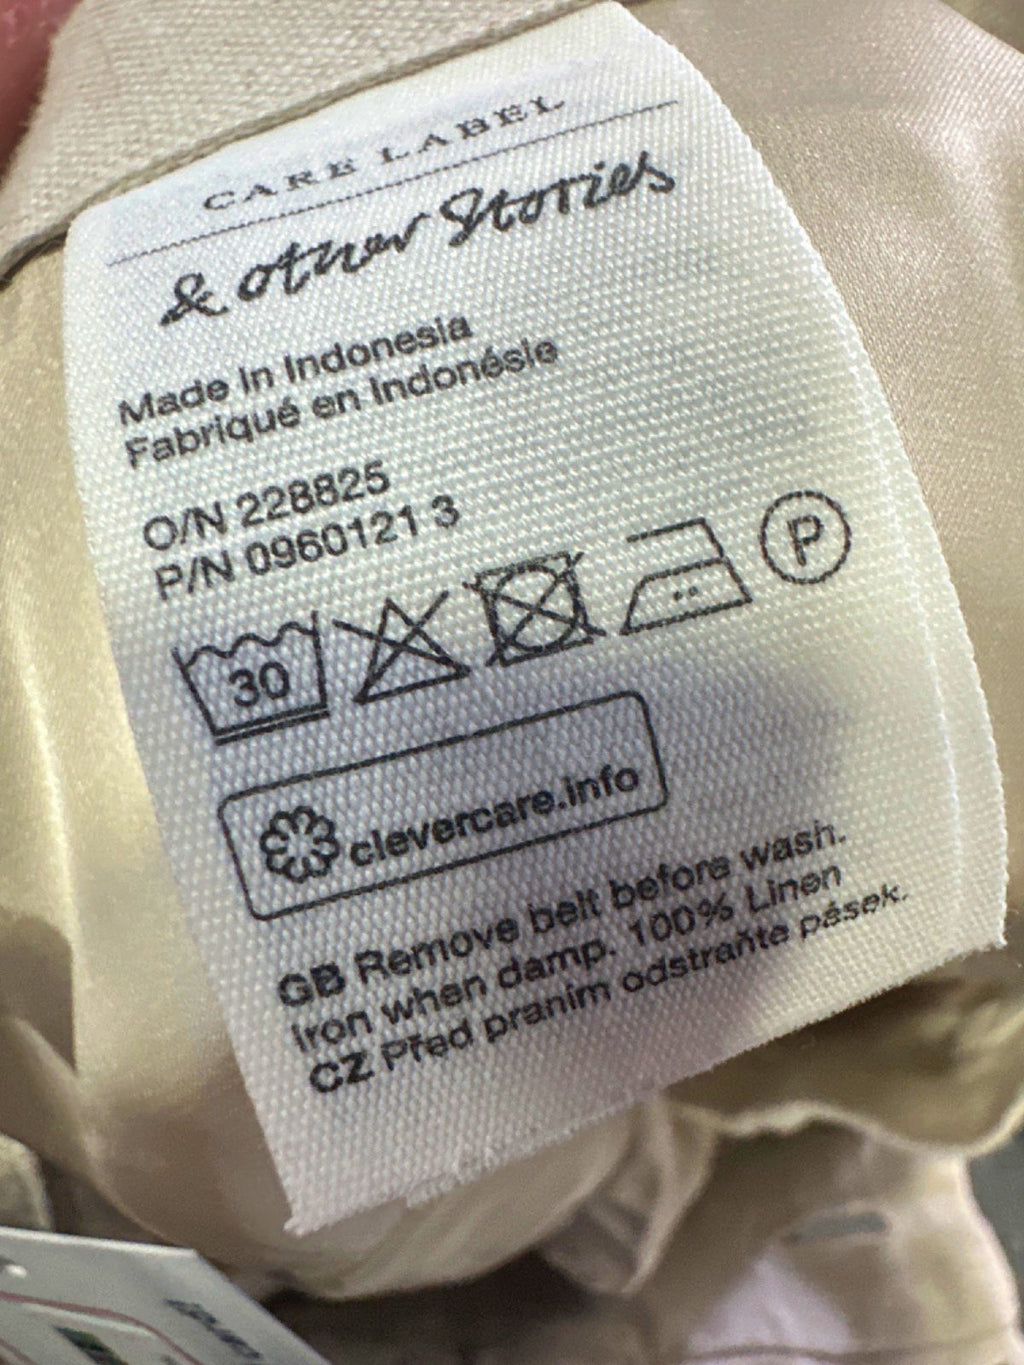 CARE LABEL
& other Stories
Made in Indonesia
Fabriqué en Indonésie
O/N 228825
P/N 0960121 3
30
P
clevercare.info
GB Remove belt before wash.
Iron when damp. 100% Linen
CZ Před praním odstraňte pásek.